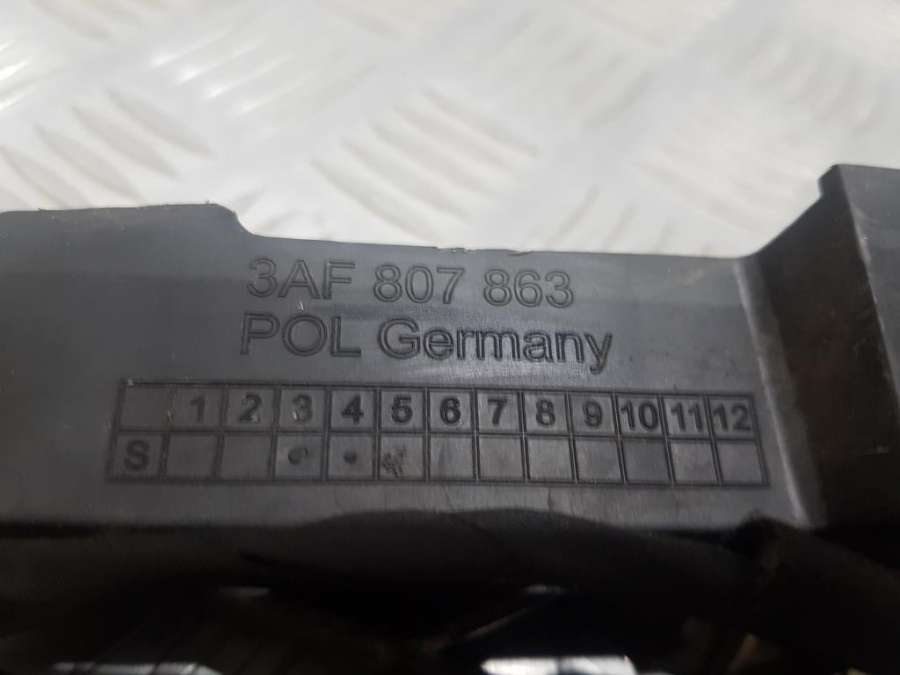 3AF 807 863
POL Germany
1 2 3 4 5 6 7 8 9 10 11 12
S